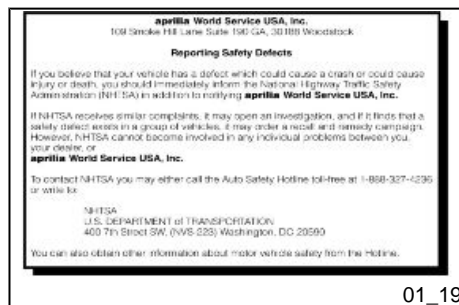 aprilia World Service USA, Inc.
109 Smoke Hill Lane Suite 190 GA, 30188 Woodstock
Reporting Safety Defects
If you believe that your vehicle has a defect which could cause a crash or could cause
injury or death, you should immediately inform the National Highway Traffic Safety
Administration (NHTSA) in addition to notifying aprilia World Service USA, Inc.
If NHTSA receives similar complaints, it may open an investigation, and if it finds that a
safety defect exists in a group of vehicles, it may order a recall and remedy campaign.
However, NHTSA cannot become involved in any individual problems between you,
your dealer, or
aprilia World Service USA, Inc.
To contact NHTSA you may either call the Auto Safety Hotline toll-free at 1-888-327-4236
or write to:
NHTSA
U.S. DEPARTMENT of TRANSPORTATION
400 7th Street SW, (NVS-223) Washington, DC 20590
You can also obtain other information about motor vehicle safety from the Hotline.
01_19